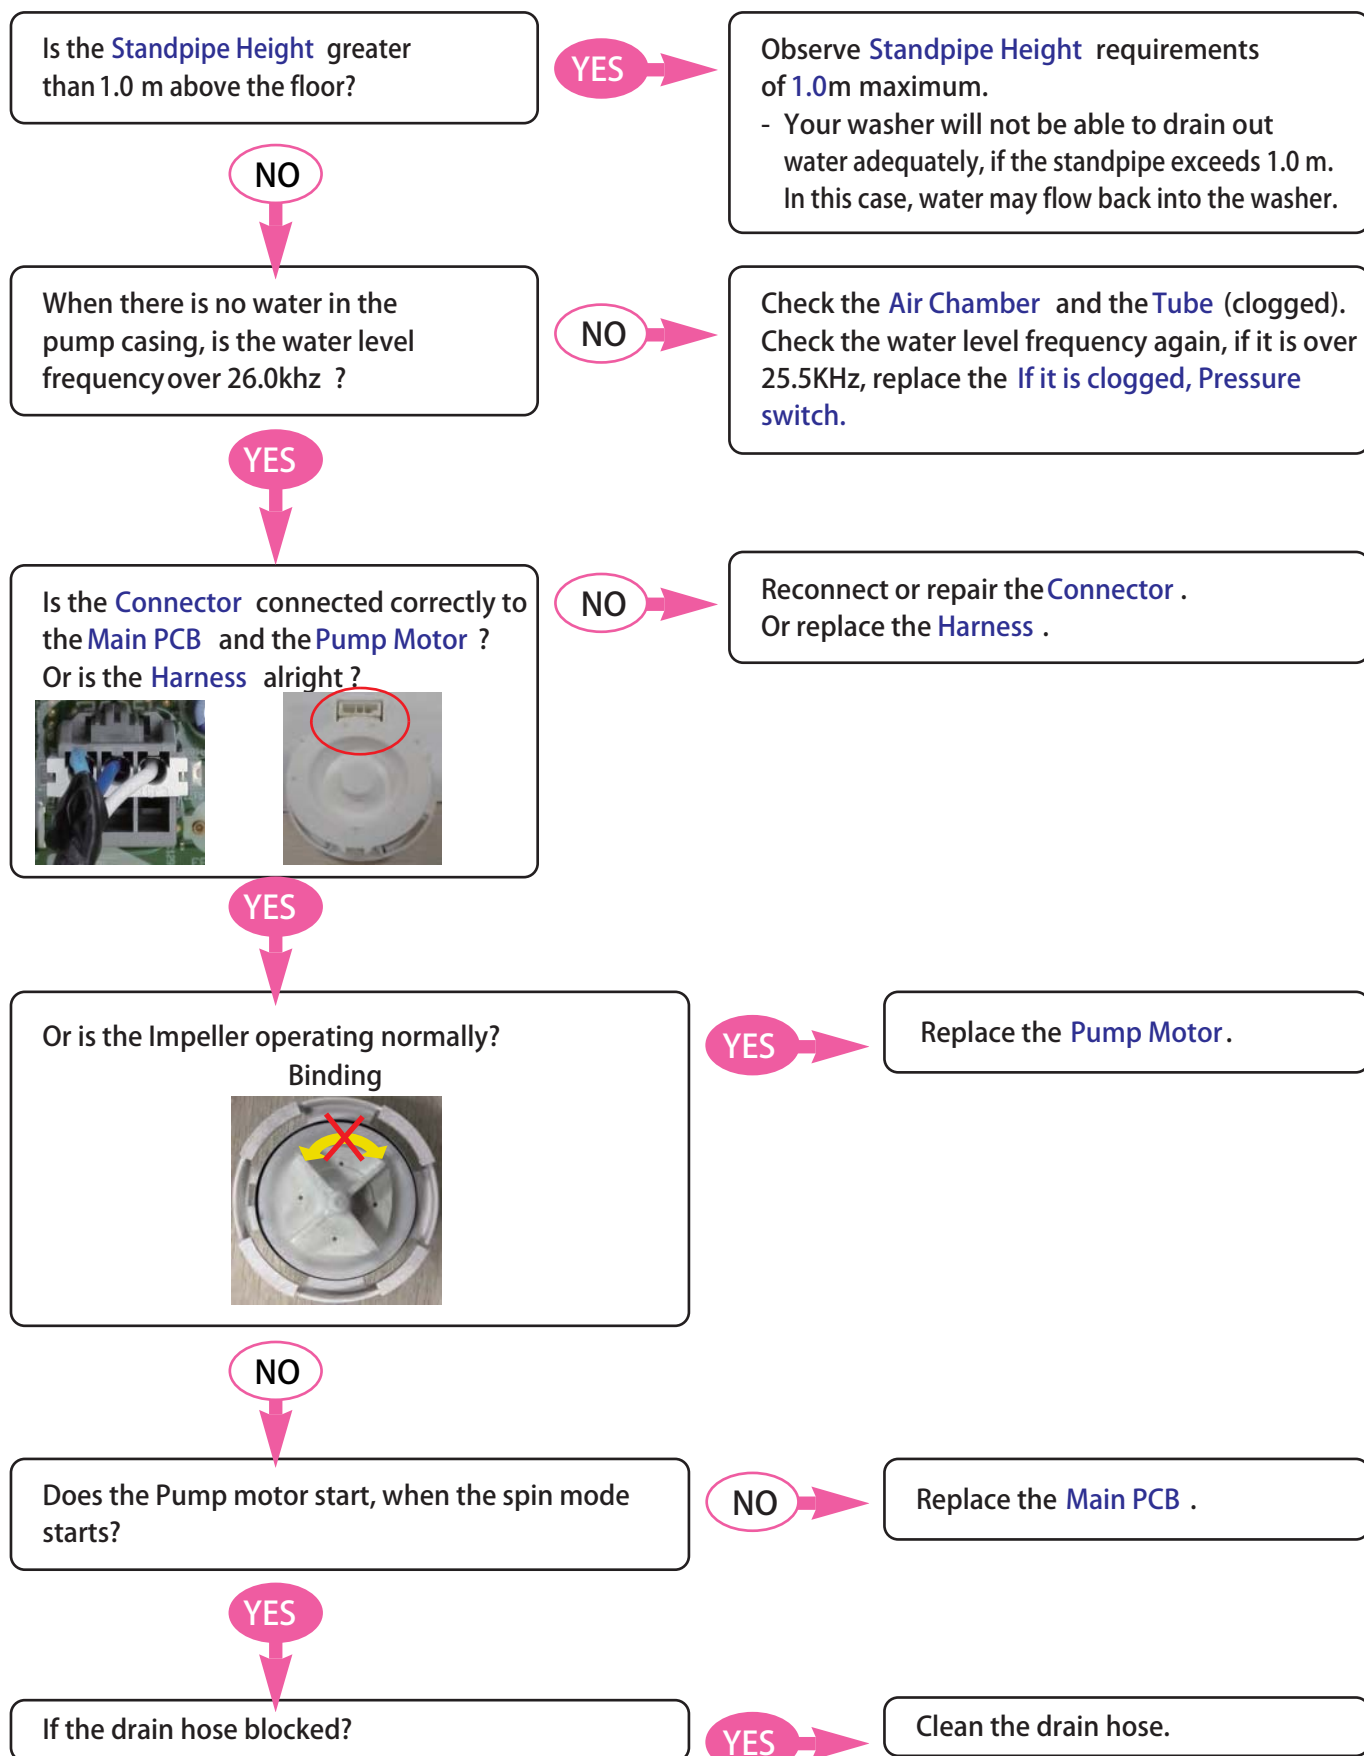 Is the Standpipe Height greater
than 1.0 m above the floor?
YES
Observe Standpipe Height requirements
of 1.0m maximum.
- Your washer will not be able to drain out
water adequately, if the standpipe exceeds 1.0 m.
In this case, water may flow back into the washer.
NO
When there is no water in the
pump casing, is the water level
frequency over 26.0khz ?
NO
Check the Air Chamber and the Tube (clogged).
Check the water level frequency again, if it is over
25.5KHz, replace the If it is clogged, Pressure
switch.
YES
Is the Connector connected correctly to
the Main PCB and the Pump Motor ?
Or is the Harness alright ?
NO
Reconnect or repair the Connector .
Or replace the Harness .
YES
Or is the Impeller operating normally?
Binding
YES
Replace the Pump Motor.
NO
Does the Pump motor start, when the spin mode
starts?
NO
Replace the Main PCB .
YES
If the drain hose blocked?
YES
Clean the drain hose.